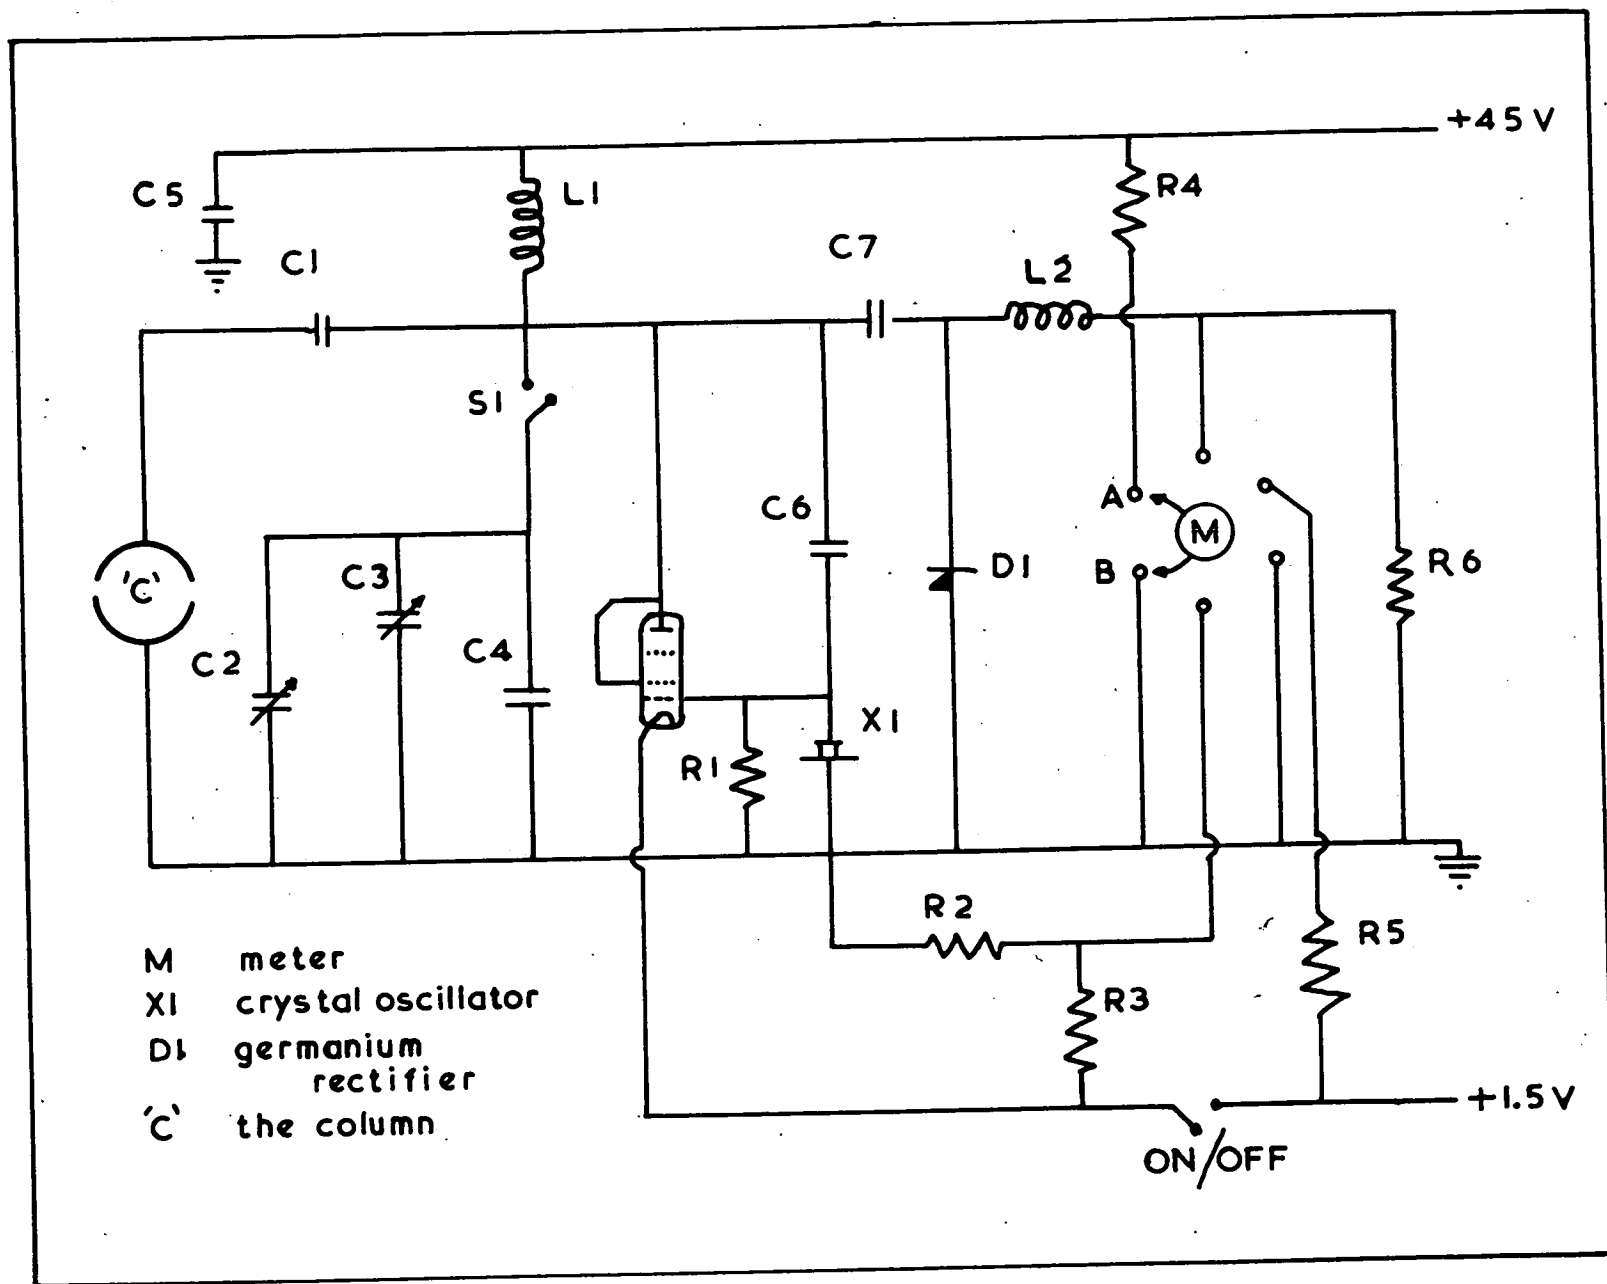 +45V
C5
L1
R4
C1
C7
L2
S1
C6
A
M
B
D1
R6
'C'
C3
C2
C4
X1
R1
R2
R5
R3
M meter
X1 crystal oscillator
D1 germanium
rectifier
'C' the column
+1.5V
ON/OFF